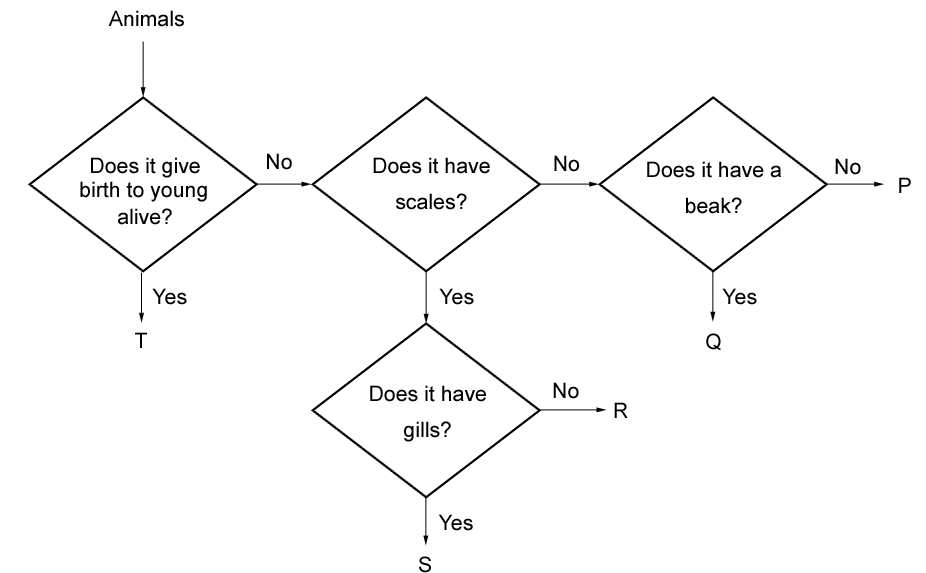 Animals
Does it give
birth to young
alive?
No
Does it have
scales?
No
Does it have a
beak?
No
P
Yes
T
Yes
Yes
Q
Does it have
gills?
No
R
Yes
S